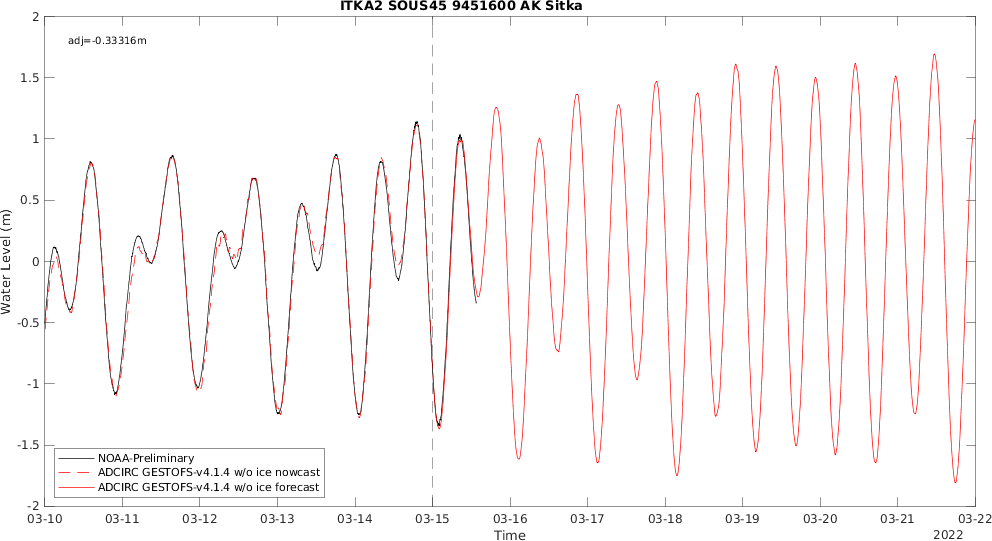 ITKA2 SOUS45 9451600 AK Sitka
adj=-0.33316m
2
1.5
1
0.5
0
-0.5
-1
-1.5
-2
Water Level (m)
NOAA-Preliminary
ADCIRC GESTOFS-v4.1.4 w/o ice nowcast
ADCIRC GESTOFS-v4.1.4 w/o ice forecast
03-10 03-11 03-12 03-13 03-14 03-15 03-16 03-17 03-18 03-19 03-20 03-21 03-22
Time
2022